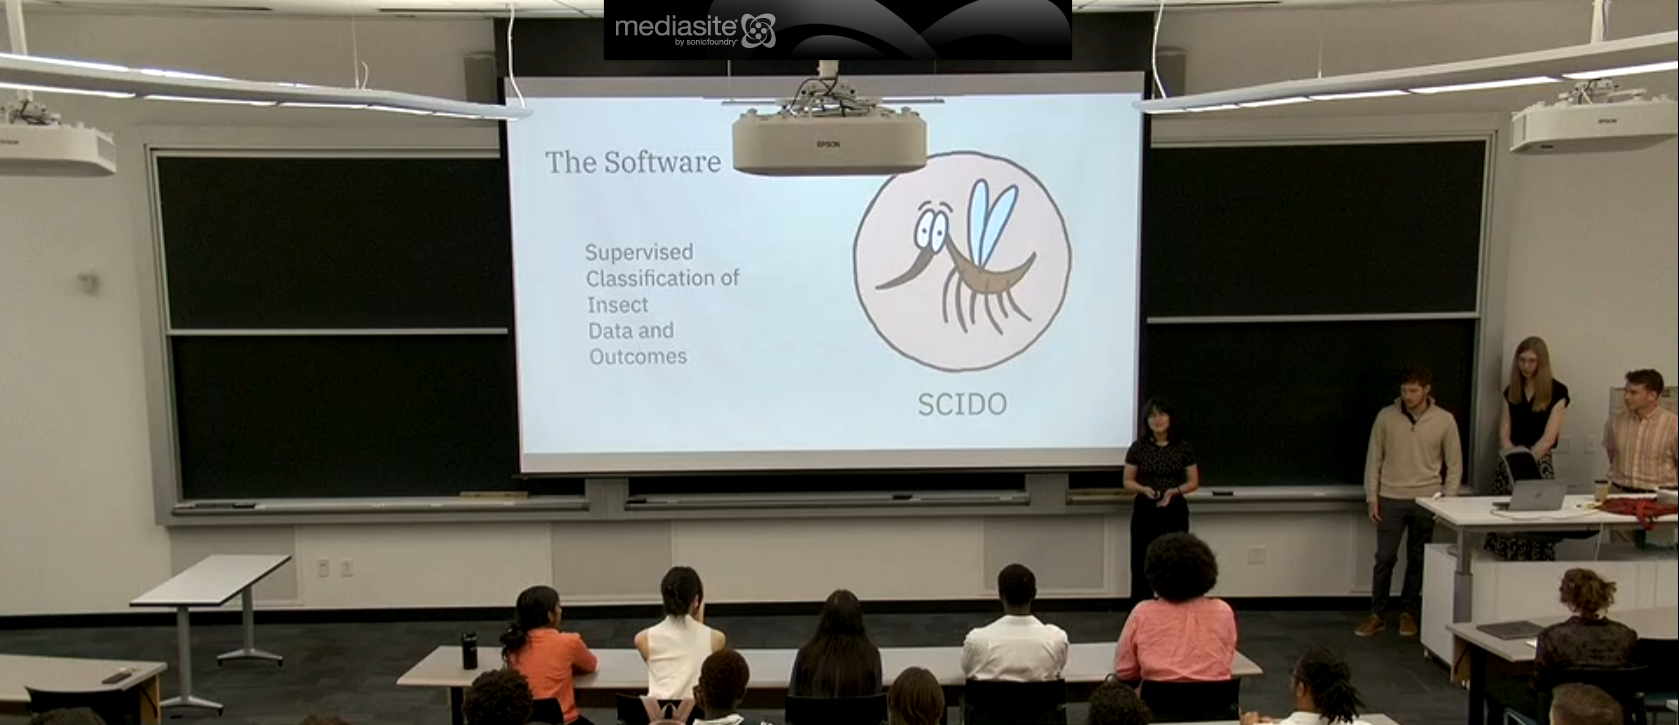 mediasite
by sonicfoundry
EPSON
EPSON
The Software
Supervised
Classification of
Insect
Data and
Outcomes
SCIDO